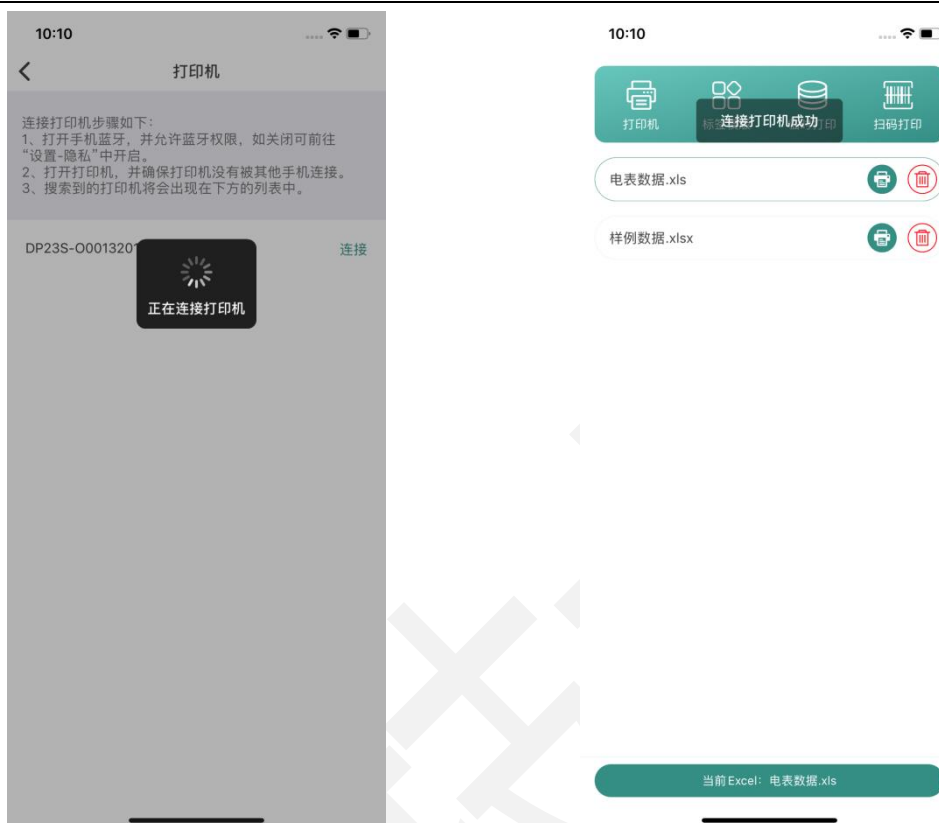 10:10
打印机
连接打印机步骤如下：
1、打开手机蓝牙，并允许蓝牙权限，如关闭可前往
“设置-隐私”中开启。
2、打开打印机，并确保打印机没有被其他手机连接。
3、搜索到的打印机将会出现在下方的列表中。
DP23S-O0013201
连接
正在连接打印机
10:10
打印机
标签
打印
扫码打印
连接打印机成功
电表数据.xls
样例数据.xlsx
当前Excel：电表数据.xls